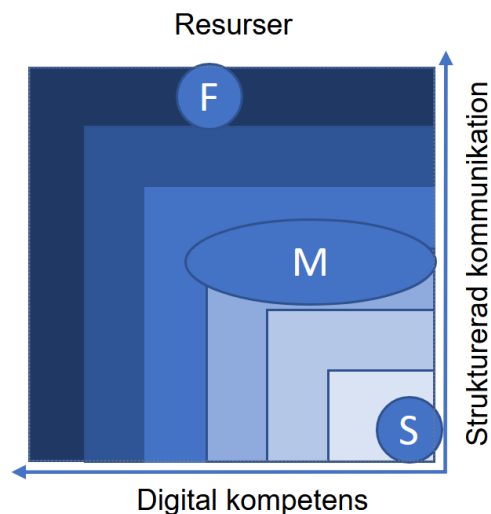 Resurser
F
Strukturerad kommunikation
M
S
Digital kompetens